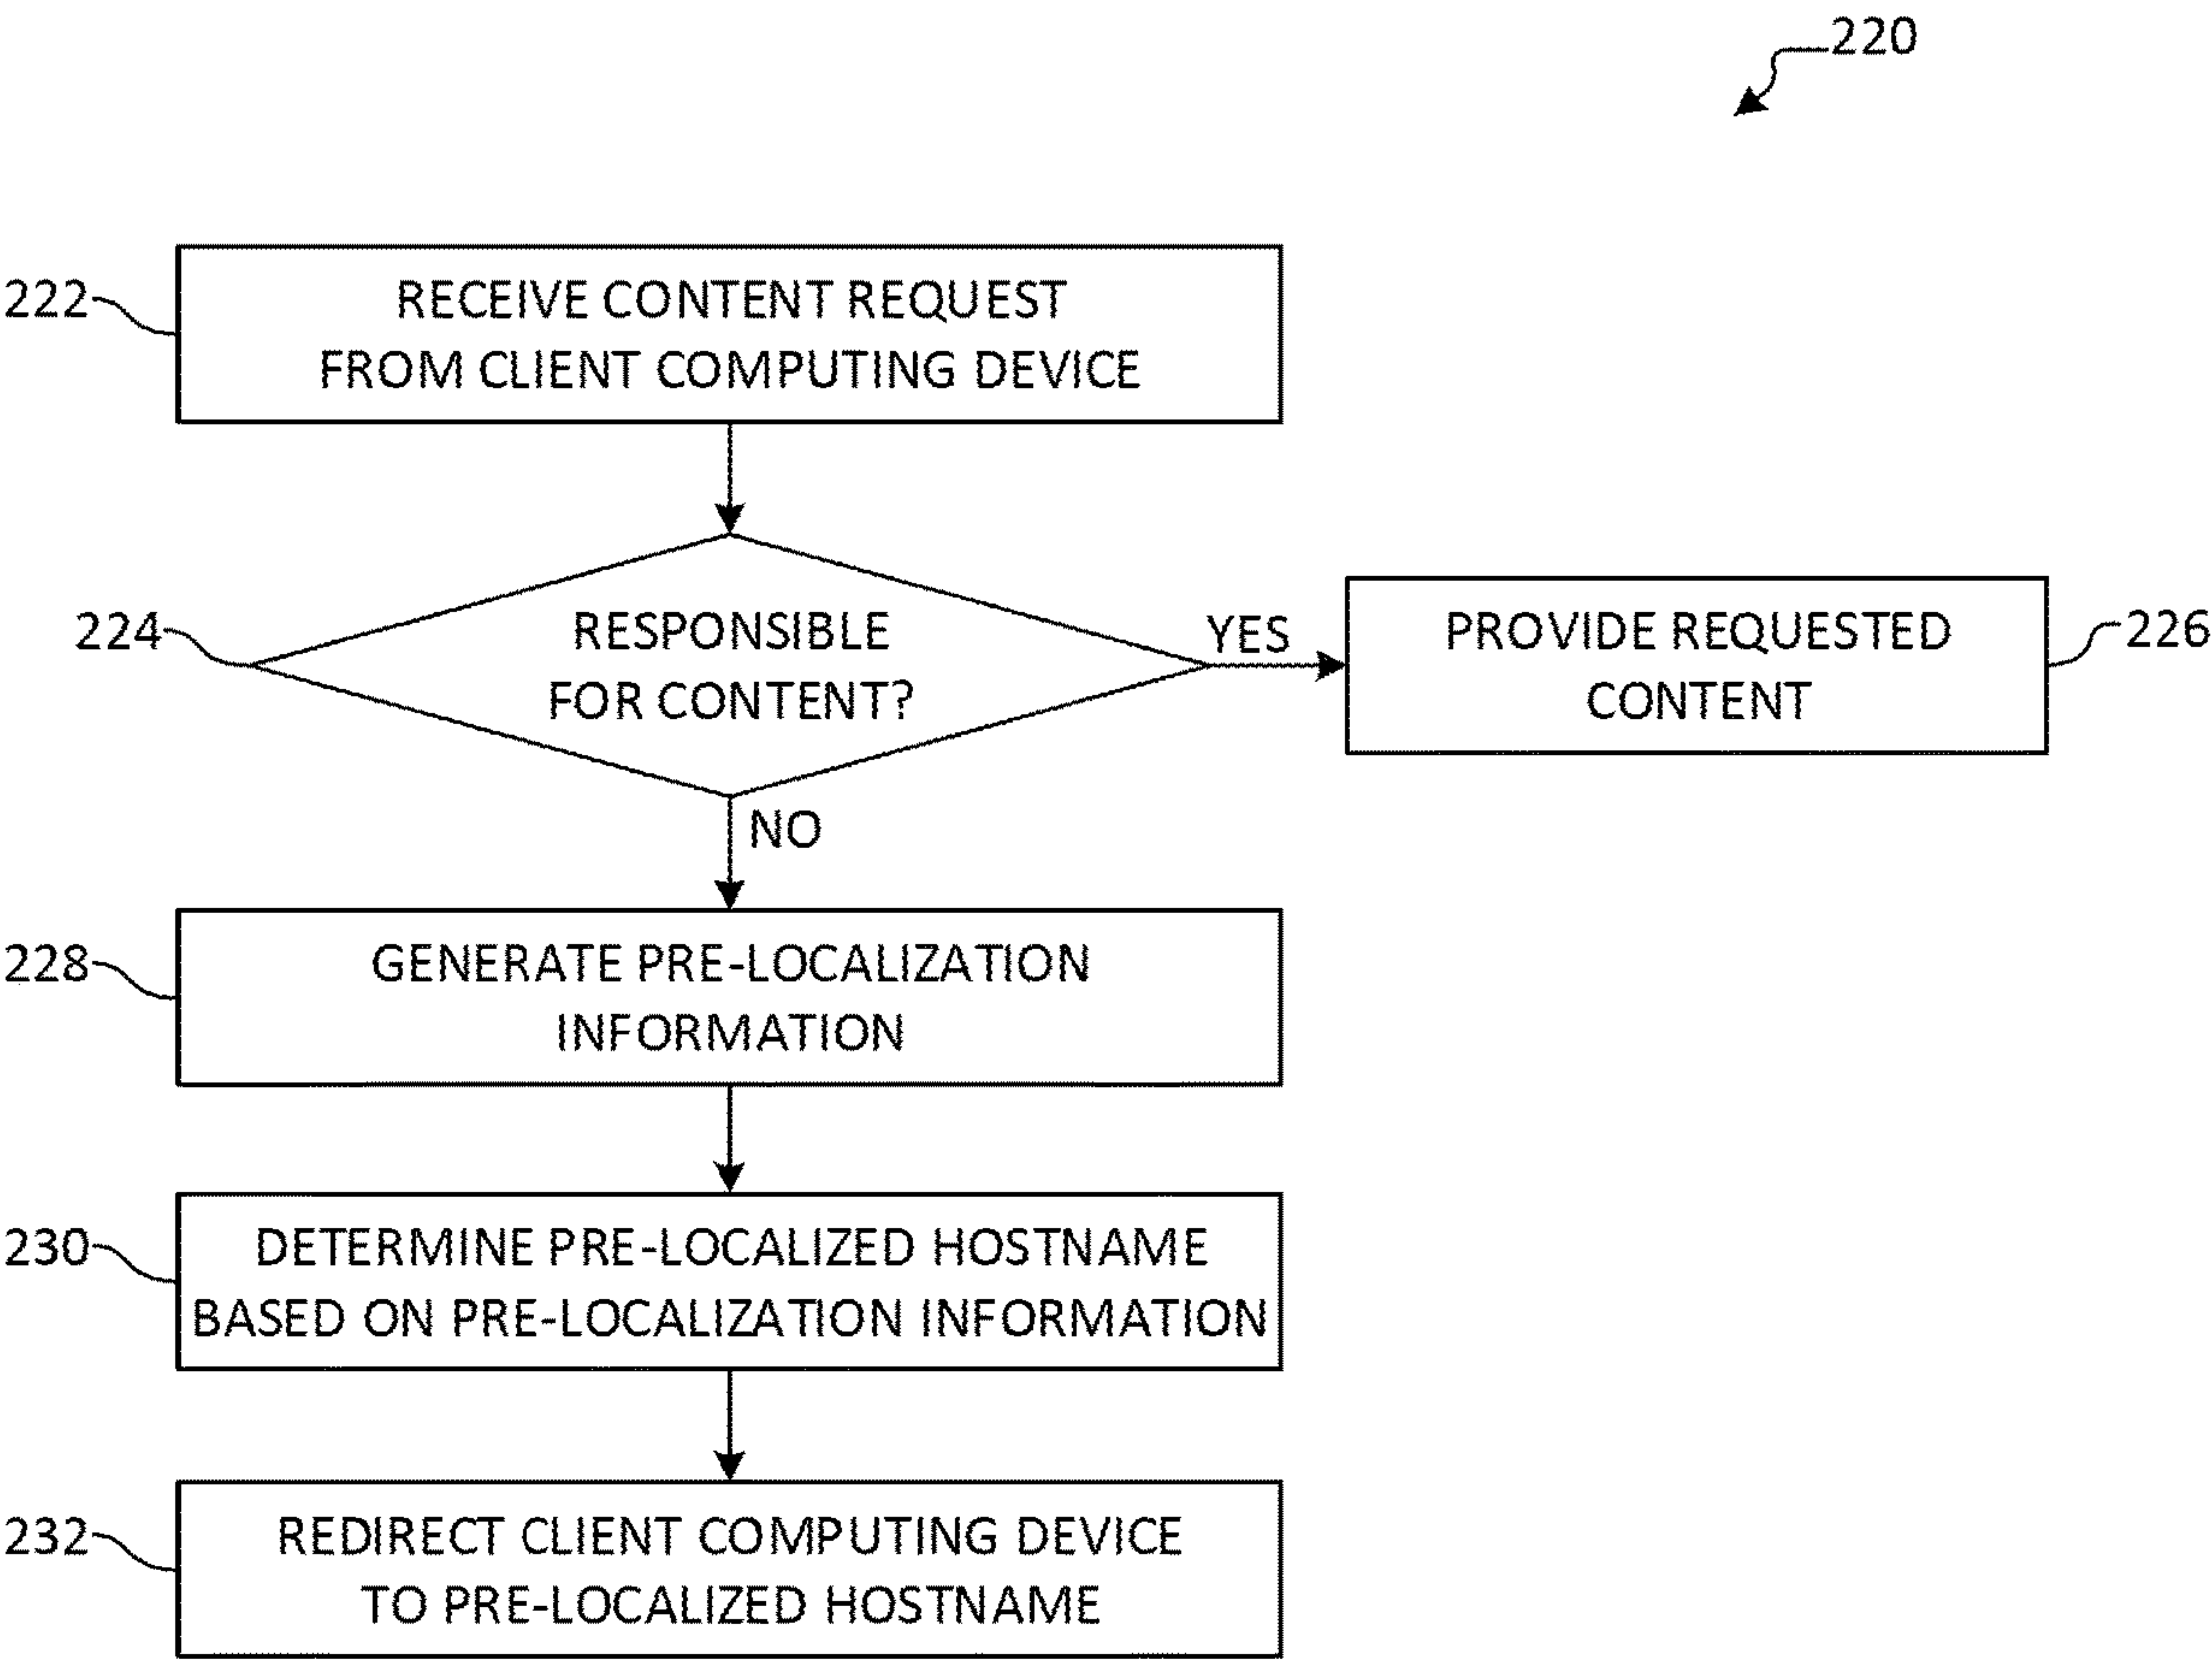 220
222
RECEIVE CONTENT REQUEST
FROM CLIENT COMPUTING DEVICE
224
RESPONSIBLE
FOR CONTENT?
YES
PROVIDE REQUESTED
CONTENT
226
NO
228
GENERATE PRE-LOCALIZATION
INFORMATION
230
DETERMINE PRE-LOCALIZED HOSTNAME
BASED ON PRE-LOCALIZATION INFORMATION
232
REDIRECT CLIENT COMPUTING DEVICE
TO PRE-LOCALIZED HOSTNAME